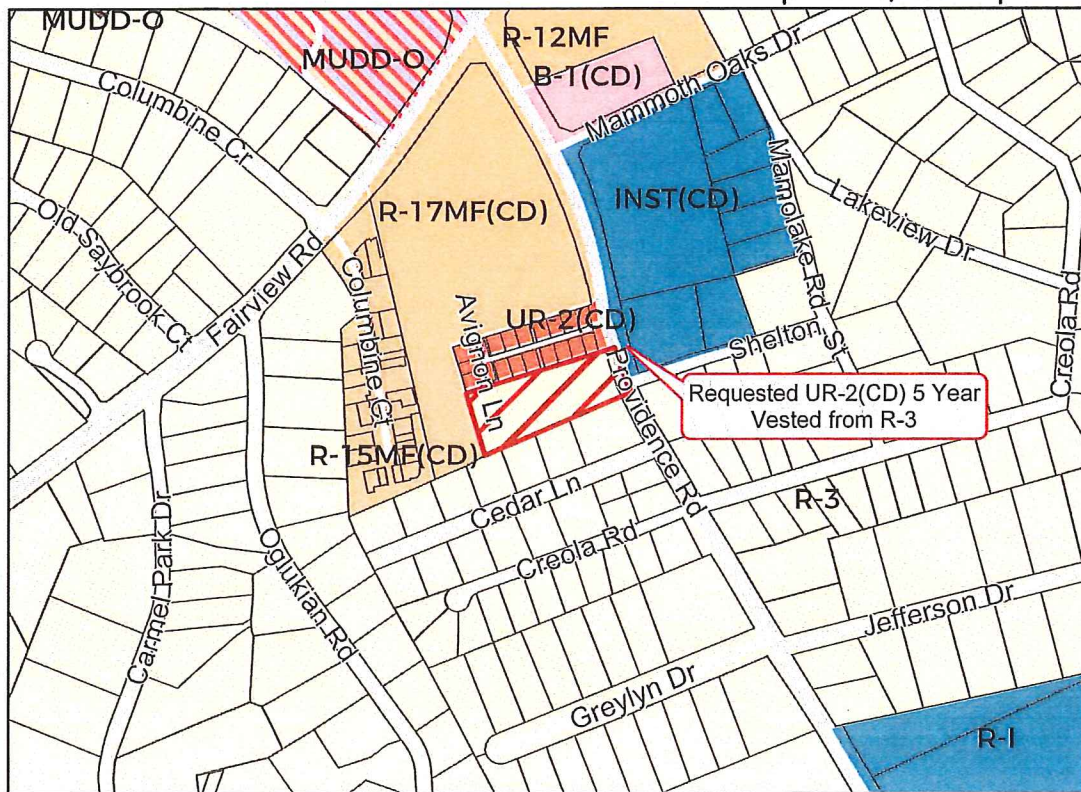 MUDD-O
MUDD-O
R-12MF
B-1(CD)
Mammoth Oaks Dr
Columbine Cr
Old Saybrook Ct
Fairview Rd
R-17MF(CD)
INST(CD)
Mamolake Rd
Lakeview Dr
Creola Rd
Columbine Ct
Avignon Ln
UR-2(CD)
Shelton St
Providence Rd
Requested UR-2(CD) 5 Year
Vested from R-3
R-15MF(CD)
Cedar Ln
R-3
Creola Rd
Carmel Park Dr
Oglukian Rd
Jefferson Dr
Greylyn Dr
R-I